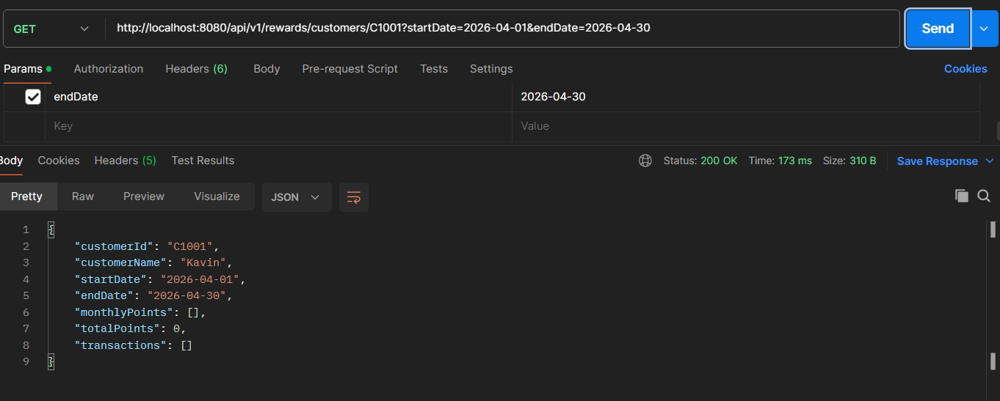 GET http://localhost:8080/api/v1/rewards/customers/C1001?startDate=2026-04-01&endDate=2026-04-30 Send
Params Authorization Headers (6) Body Pre-request Script Tests Settings Cookies
endDate 2026-04-30
Key Value
Body Cookies Headers (5) Test Results Status: 200 OK Time: 173 ms Size: 310 B Save Response
Pretty Raw Preview Visualize JSON
1 {
2 "customerId": "C1001",
3 "customerName": "Kavin",
4 "startDate": "2026-04-01",
5 "endDate": "2026-04-30",
6 "monthlyPoints": [],
7 "totalPoints": 0,
8 "transactions": []
9 }